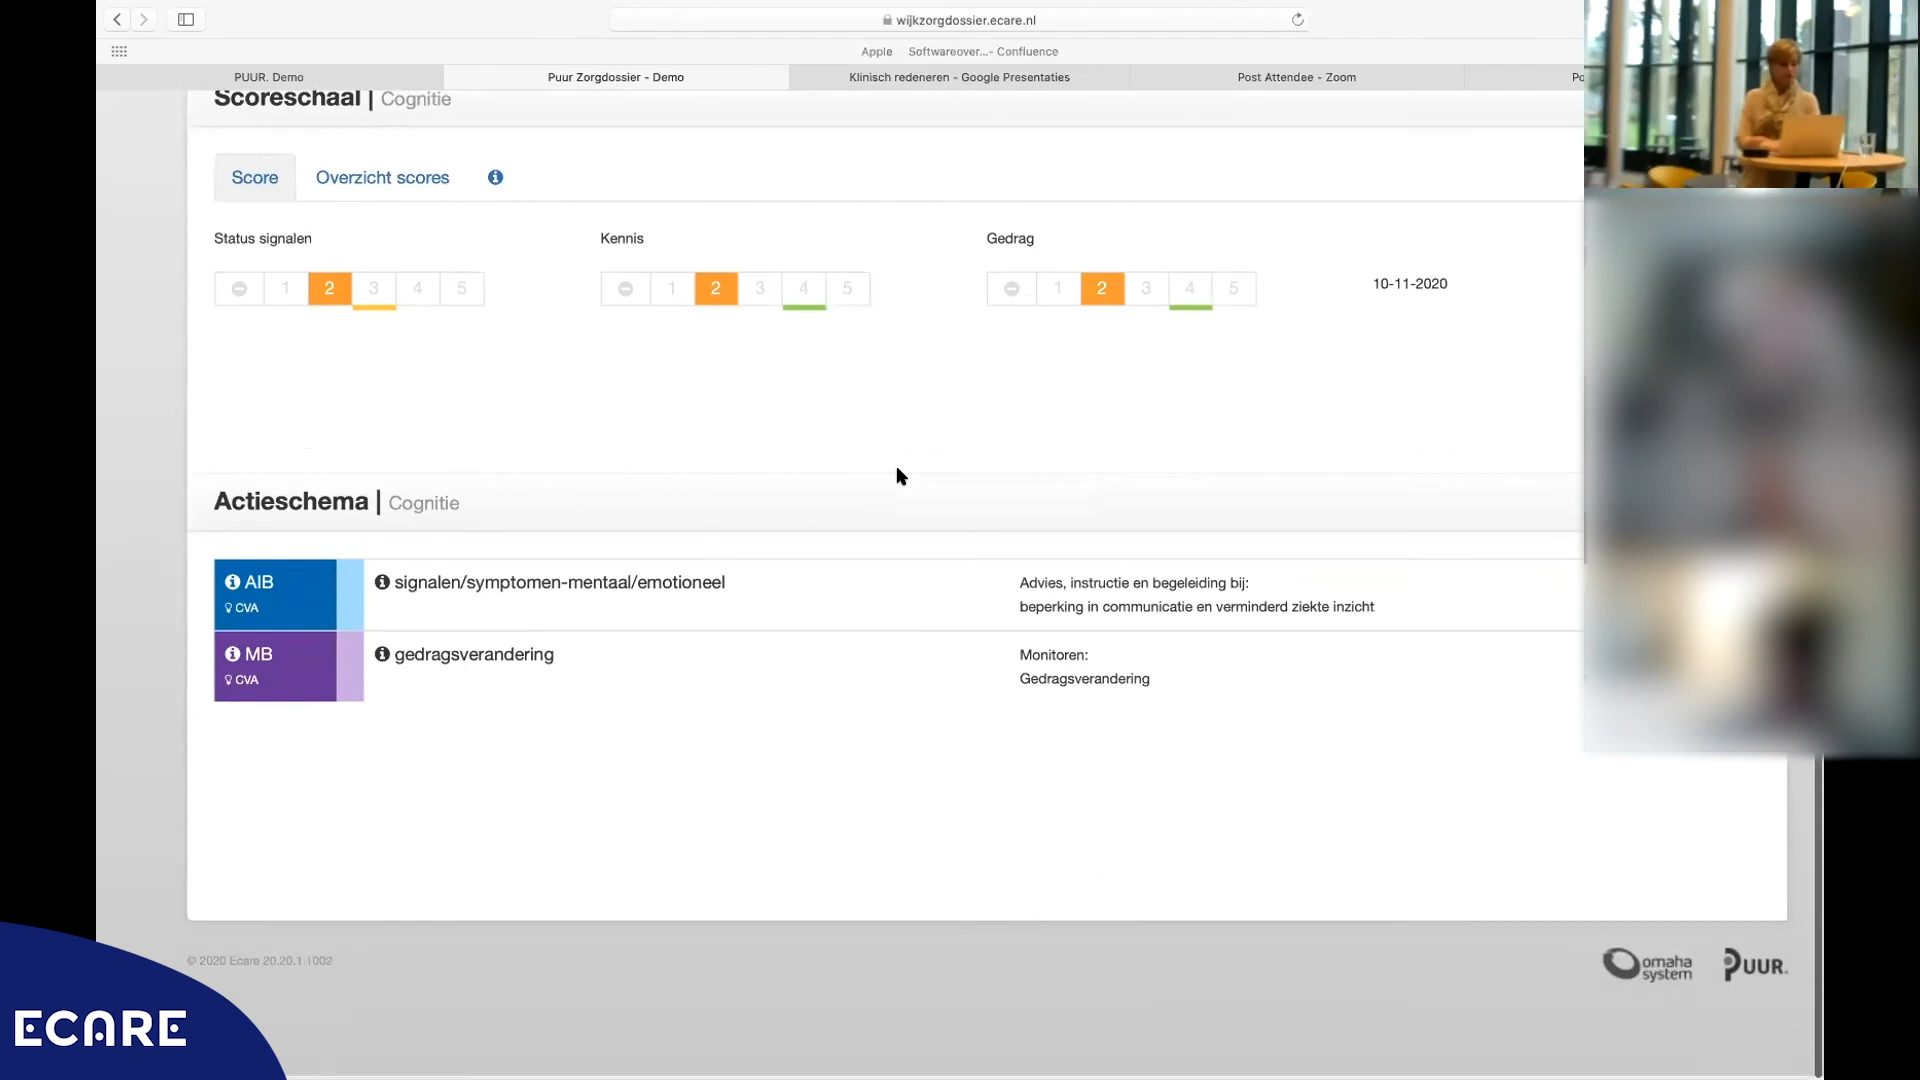 wijkzorgdossier.ecare.nl
Apple Softwareover...- Confluence
PUUR. Demo Puur Zorgdossier - Demo Klinisch redeneren - Google Presentaties Post Attendee - Zoom Po
Scoreschaal | Cognitie
Score Overzicht scores
Status signalen Kennis Gedrag
1 2 3 4 5 1 2 3 4 5 1 2 3 4 5 10-11-2020
Actieschema | Cognitie
AIB signalen/symptomen-mentaal/emotioneel Advies, instructie en begeleiding bij:
CVA beperking in communicatie en verminderd ziekte inzicht
MB gedragsverandering Monitoren:
CVA Gedragsverandering
© 2020 Ecare 20.20.1.1002
omaha
system
PUUR.
ECARE